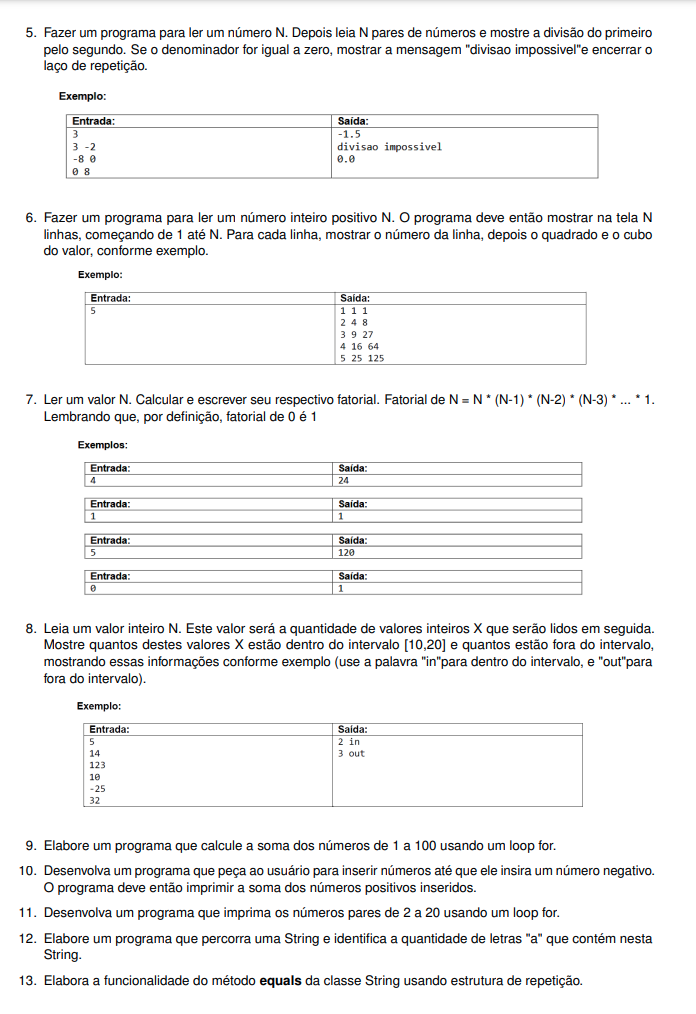 5. Fazer um programa para ler um número N. Depois leia N pares de números e mostre a divisão do primeiro
pelo segundo. Se o denominador for igual a zero, mostrar a mensagem "divisao impossivel"e encerrar o
laço de repetição.
Exemplo:
Entrada: Saída:
3 -1.5
3 -2 divisao impossivel
-8 0 0.0
0 8
6. Fazer um programa para ler um número inteiro positivo N. O programa deve então mostrar na tela N
linhas, começando de 1 até N. Para cada linha, mostrar o número da linha, depois o quadrado e o cubo
do valor, conforme exemplo.
Exemplo:
Entrada: Saída:
5 1 1 1
2 4 8
3 9 27
4 16 64
5 25 125
7. Ler um valor N. Calcular e escrever seu respectivo fatorial. Fatorial de N = N * (N-1) * (N-2) * (N-3) * ... * 1.
Lembrando que, por definição, fatorial de 0 é 1
Exemplos:
Entrada: Saída:
4 24
Entrada: Saída:
1 1
Entrada: Saída:
5 120
Entrada: Saída:
0 1
8. Leia um valor inteiro N. Este valor será a quantidade de valores inteiros X que serão lidos em seguida.
Mostre quantos destes valores X estão dentro do intervalo [10,20] e quantos estão fora do intervalo,
mostrando essas informações conforme exemplo (use a palavra "in"para dentro do intervalo, e "out"para
fora do intervalo).
Exemplo:
Entrada: Saída:
5 2 in
14 3 out
123
10
-25
32
9. Elabore um programa que calcule a soma dos números de 1 a 100 usando um loop for.
10. Desenvolva um programa que peça ao usuário para inserir números até que ele insira um número negativo.
O programa deve então imprimir a soma dos números positivos inseridos.
11. Desenvolva um programa que imprima os números pares de 2 a 20 usando um loop for.
12. Elabore um programa que percorra uma String e identifica a quantidade de letras "a" que contém nesta
String.
13. Elabora a funcionalidade do método equals da classe String usando estrutura de repetição.